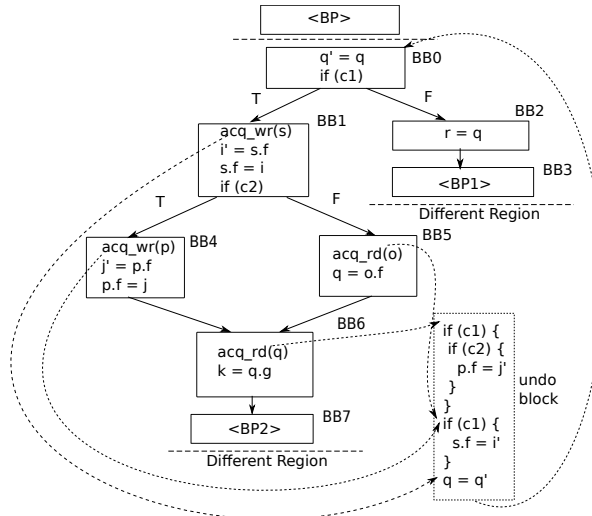 <BP>
q' = q
if (c1)
BB0
T
F
BB1
acq_wr(s)
i' = s.f
s.f = i
if (c2)
BB2
r = q
BB3
<BP1>
Different Region
T
F
acq_wr(p)
j' = p.f
p.f = j
BB4
BB5
acq_rd(o)
q = o.f
BB6
acq_rd(q)
k = q.g
BB7
<BP2>
Different Region
if (c1) {
if (c2) {
p.f = j'
}
}
if (c1) {
s.f = i'
}
q = q'
undo
block